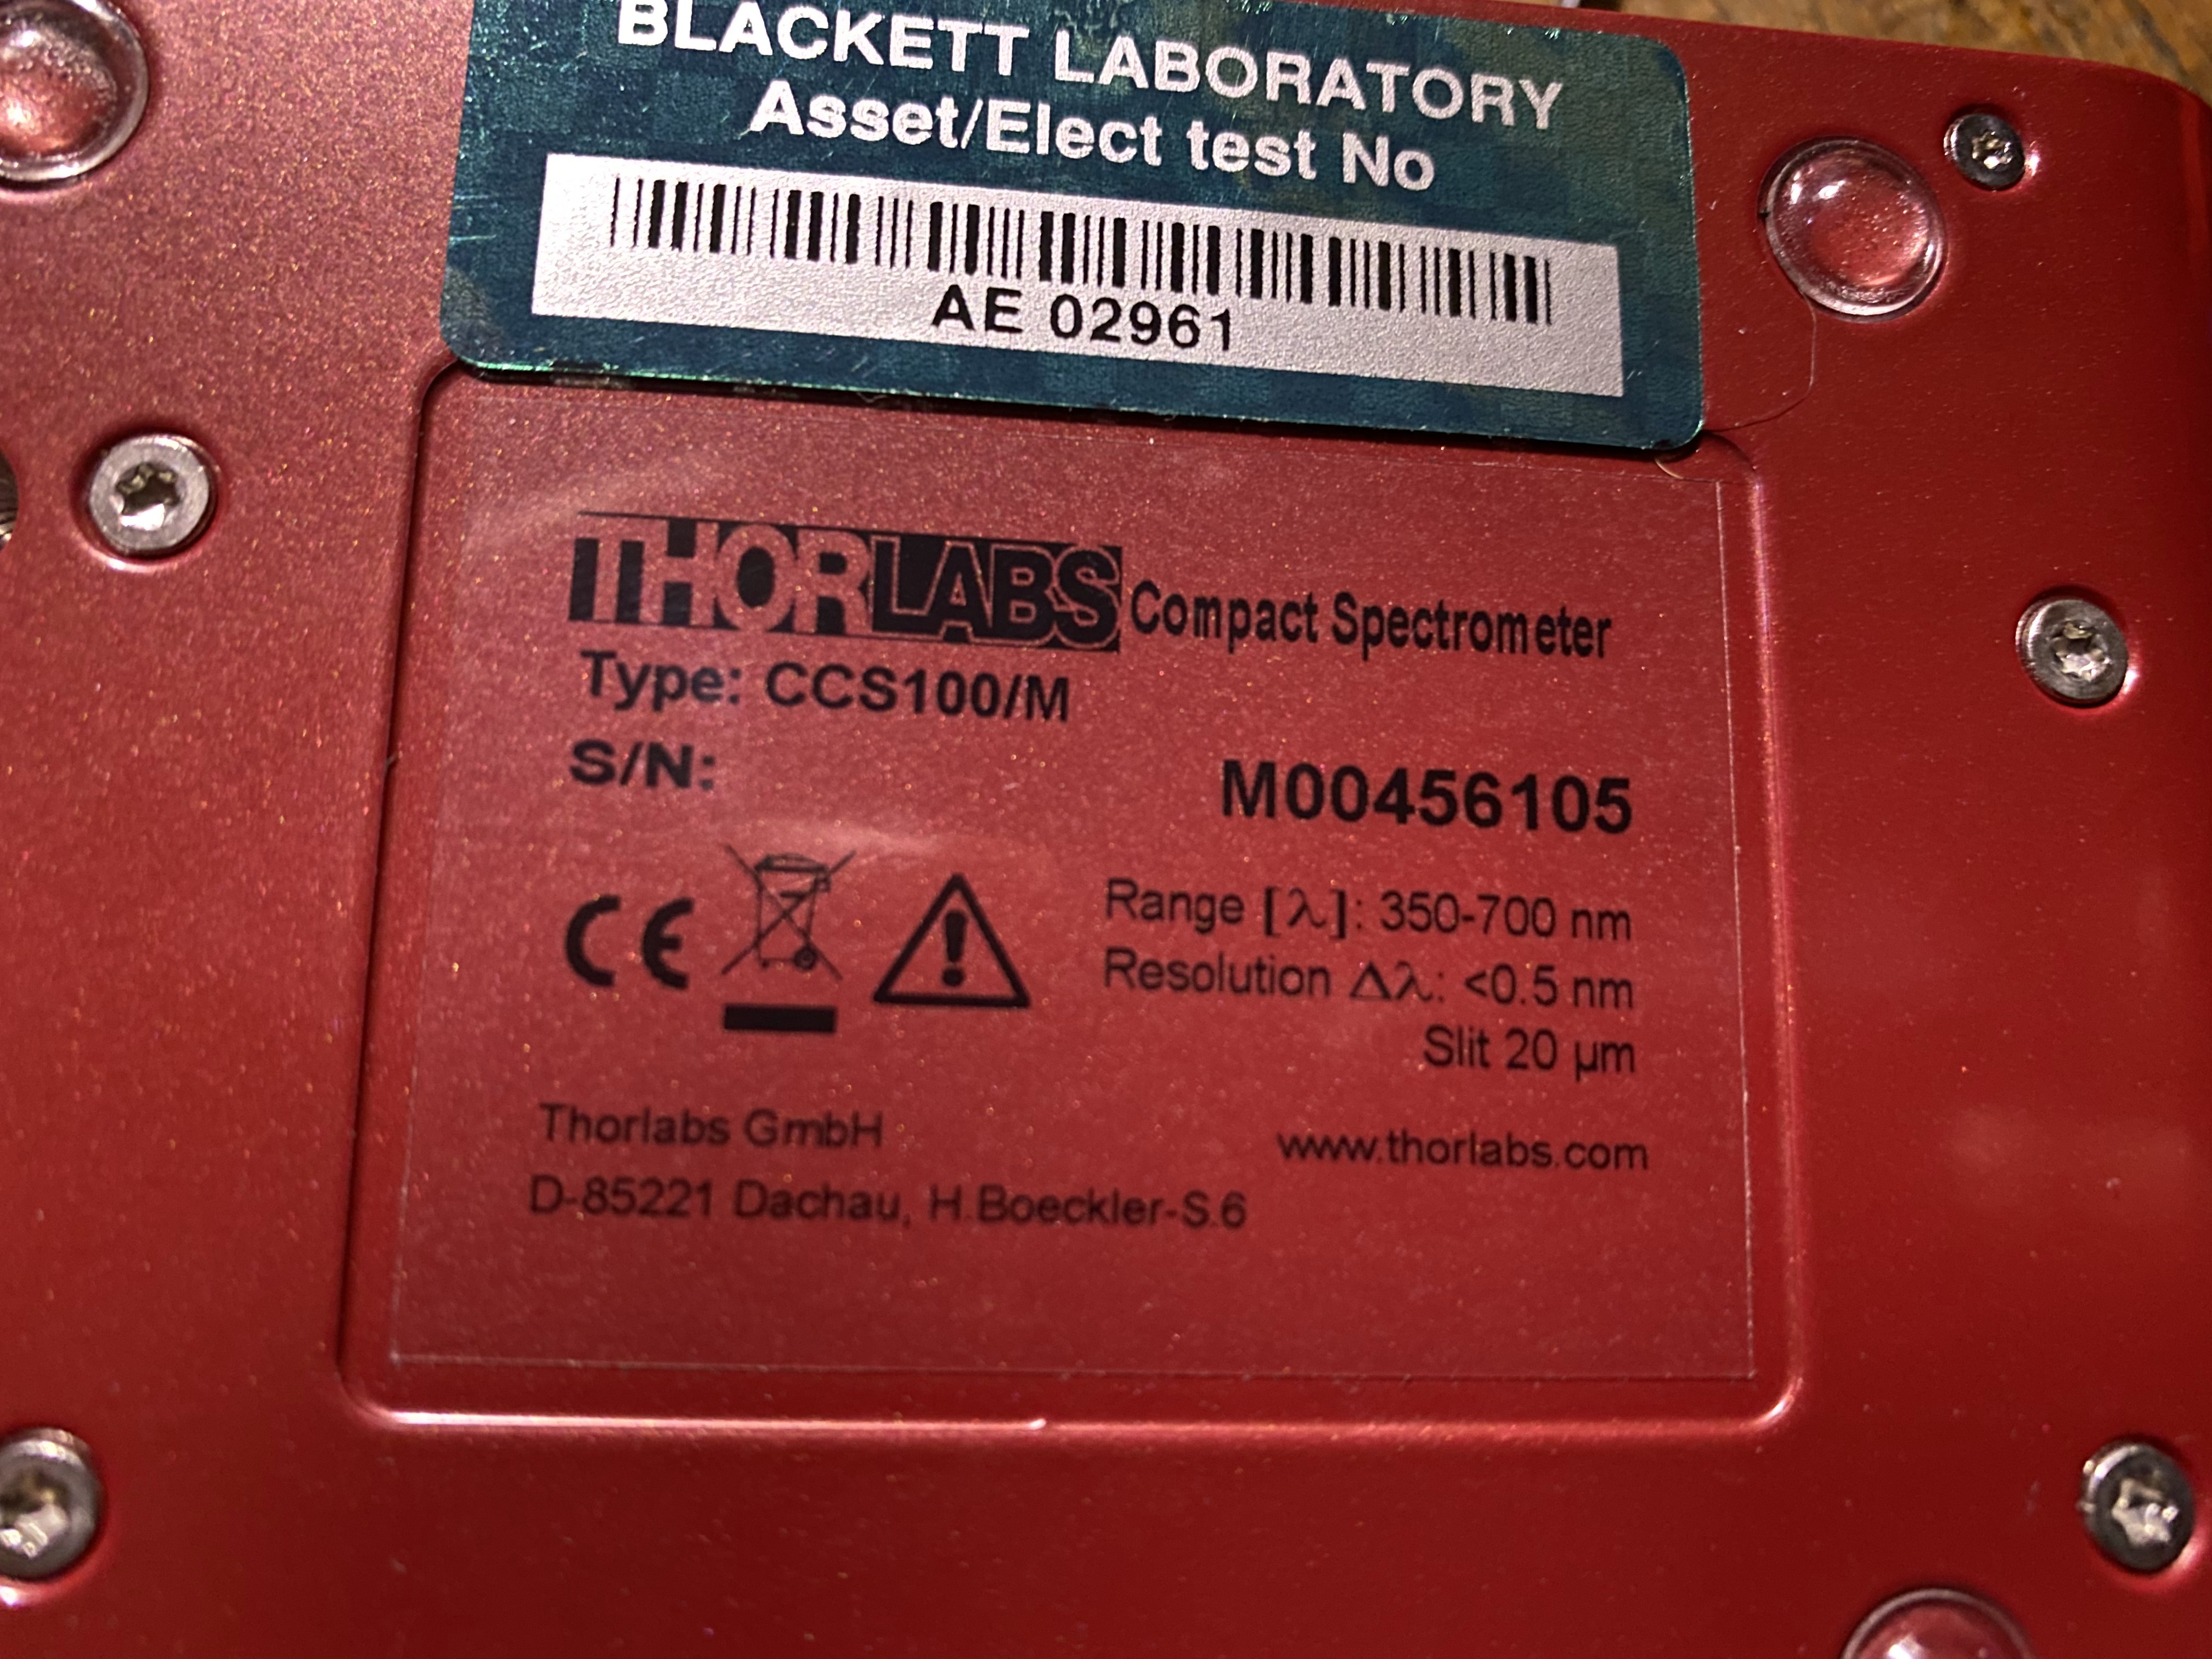 BLACKETT LABORATORY
Asset/Elect test No
AE 02961
THORLABS Compact Spectrometer
Type: CCS100/M
S/N: M00456105
CE
Range [λ]: 350-700 nm
Resolution Δλ: <0.5 nm
Slit 20 µm
Thorlabs GmbH
www.thorlabs.com
D-85221 Dachau, H.Boeckler-S.6